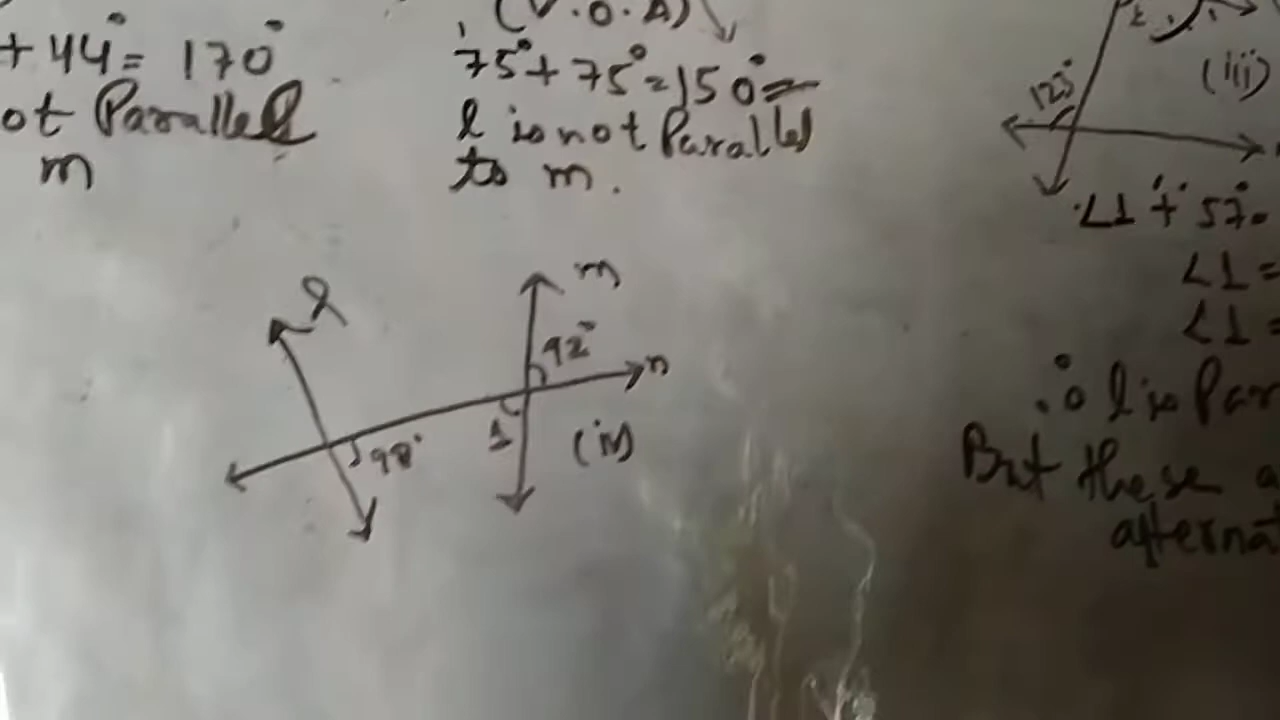 + 44° = 170°
ot Parallel
m
(V.O.A)
75° + 75° = 150°
l is not Parallel
to m.
123°
(iii)
∠1 + 57°
∠1 =
∠1 =
∴ l is Par
But these a
alterna
l
m
92°
n
98°
1
(iv)